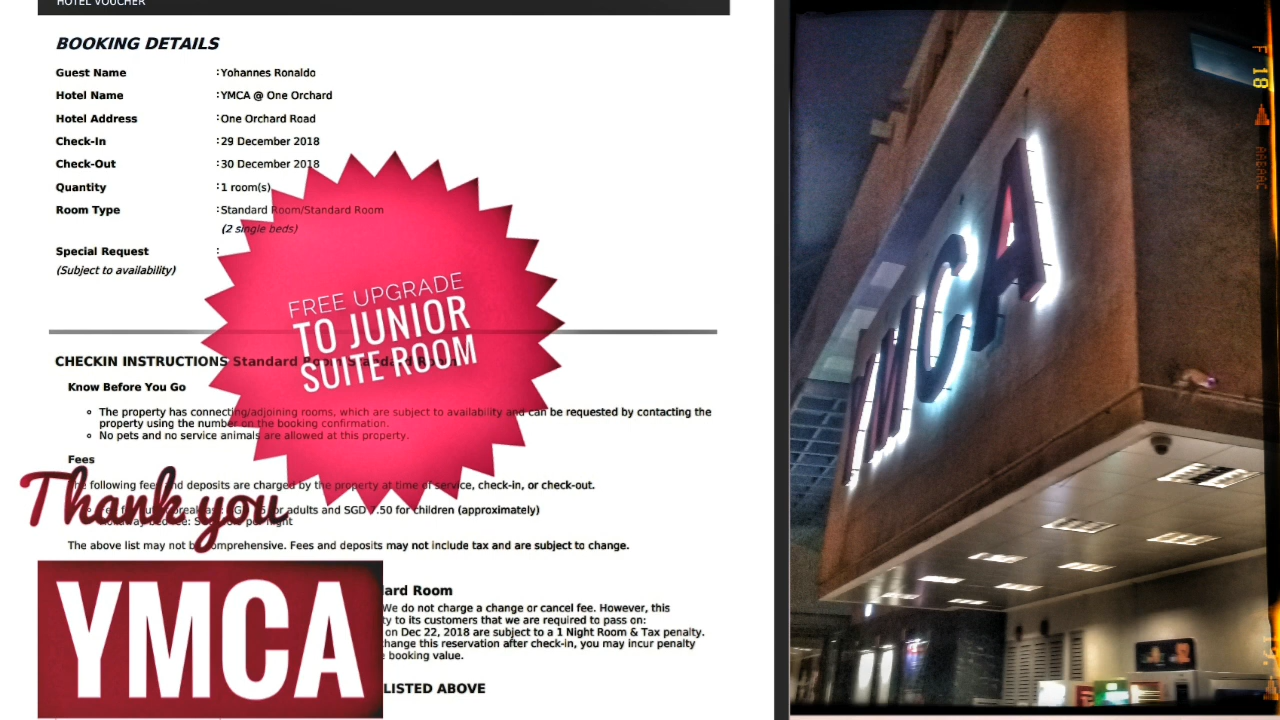 HOTEL VOUCHER
BOOKING DETAILS
Guest Name : Yohannes Ronaldo
Hotel Name : YMCA @ One Orchard
Hotel Address : One Orchard Road
Check-In : 29 December 2018
Check-Out : 30 December 2018
Quantity : 1 room(s)
Room Type : Standard Room/Standard Room
(2 single beds)
Special Request :
(Subject to availability)
FREE UPGRADE
TO JUNIOR
SUITE ROOM
CHECKIN INSTRUCTIONS Standard Room/Standard Room
Know Before You Go
The property has connecting/adjoining rooms, which are subject to availability and can be requested by contacting the
property using the number on the booking confirmation.
No pets and no service animals are allowed at this property.
Fees
The following fees and deposits are charged by the property at time of service, check-in, or check-out.
adults and SGD 7.50 for children (approximately)
per night
The above list may not be comprehensive. Fees and deposits may not include tax and are subject to change.
Thank you
YMCA
Room
We do not charge a change or cancel fee. However, this
to its customers that we are required to pass on:
on Dec 22, 2018 are subject to a 1 Night Room & Tax penalty.
change this reservation after check-in, you may incur penalty
booking value.
LISTED ABOVE
YMCA
F 18